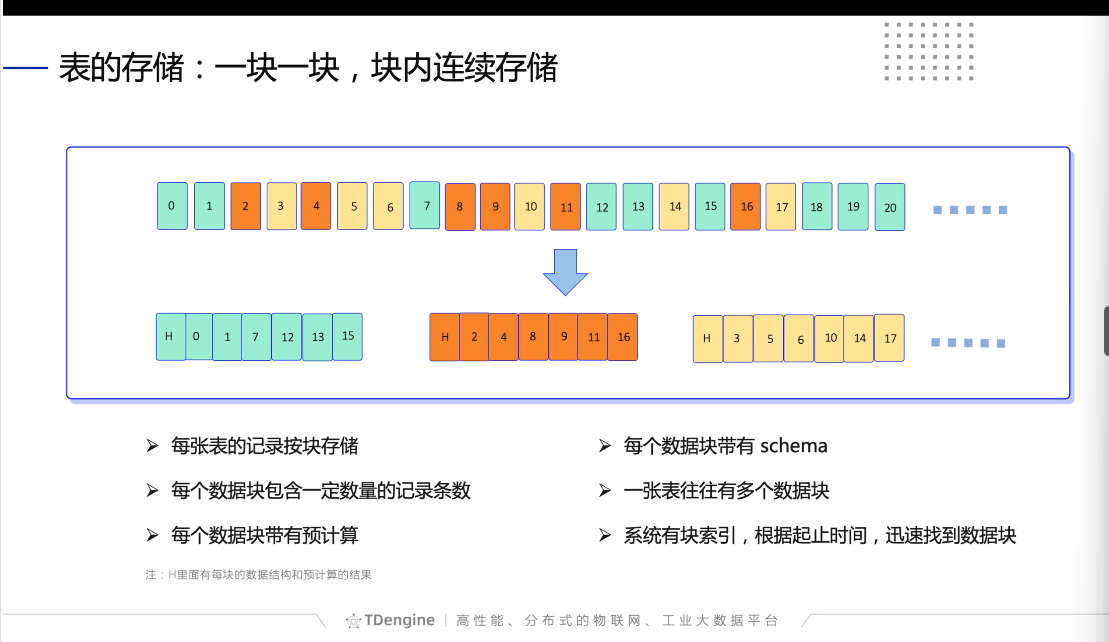 表的存储：一块一块，块内连续存储
0 1 2 3 4 5 6 7 8 9 10 11 12 13 14 15 16 17 18 19 20
H 0 1 7 12 13 15
H 2 4 8 9 11 16
H 3 5 6 10 14 17
每张表的记录按块存储
每个数据块包含一定数量的记录条数
每个数据块带有预计算
每个数据块带有 schema
一张表往往有多个数据块
系统有块索引，根据起止时间，迅速找到数据块
注：H里面有每块的数据结构和预计算的结果
TDengine | 高性能、分布式的物联网、工业大数据平台